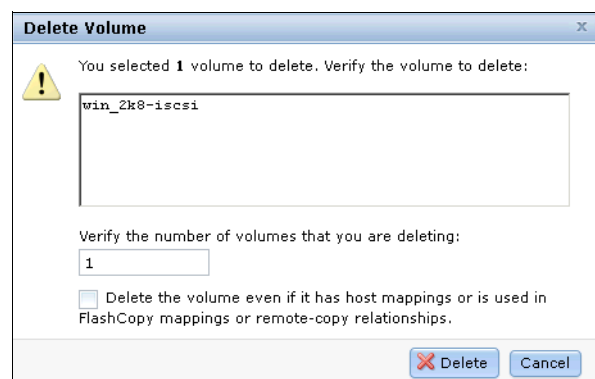 Delete Volume
x
You selected 1 volume to delete. Verify the volume to delete:
win_2k8-iscsi
Verify the number of volumes that you are deleting:
1
Delete the volume even if it has host mappings or is used in
FlashCopy mappings or remote-copy relationships.
Delete Cancel